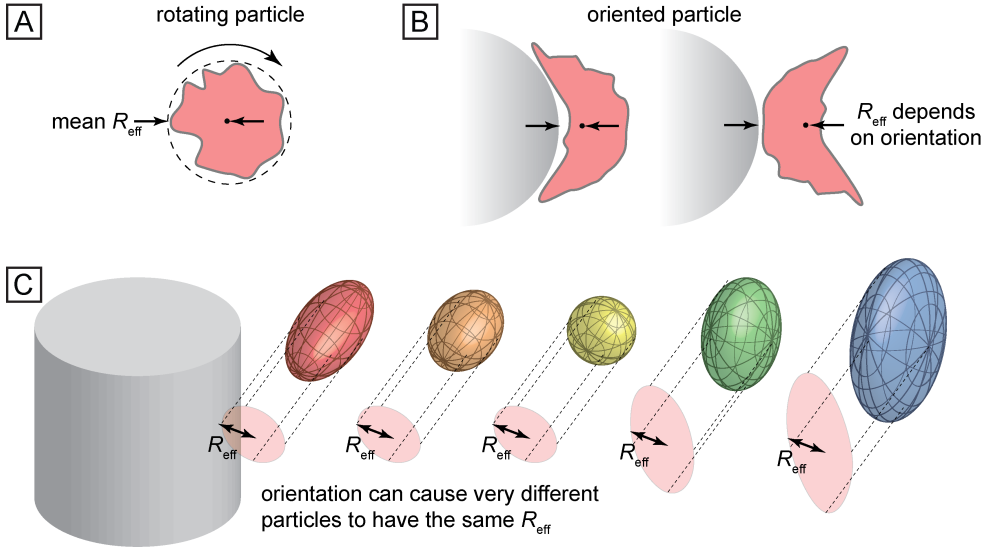 A
rotating particle
mean Reff
B
oriented particle
Reff depends
on orientation
C
Reff
Reff
Reff
Reff
Reff
orientation can cause very different
particles to have the same Reff